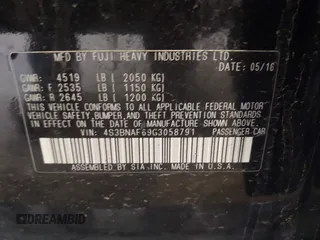 MFD.BY FUJI HEAVY INDUSTRIES LTD.
DATE: 05/16
GVWR: 4519 LB (2050 KG)
GAWR: F 2535 LB (1150 KG)
GAWR: R 2645 LB (1200 KG)
THIS VEHICLE CONFORMS TO ALL APPLICABLE FEDERAL MOTOR
VEHICLE SAFETY, BUMPER, AND THEFT PREVENTION STANDARDS
IN EFFECT ON THE DATE OF MANUFACTURE SHOWN ABOVE.
VIN: 4S3BNAF69G3058791 PASSENGER CAR
ASSEMBLED BY SIA.INC. MADE IN U.S.A.
DREAMBID